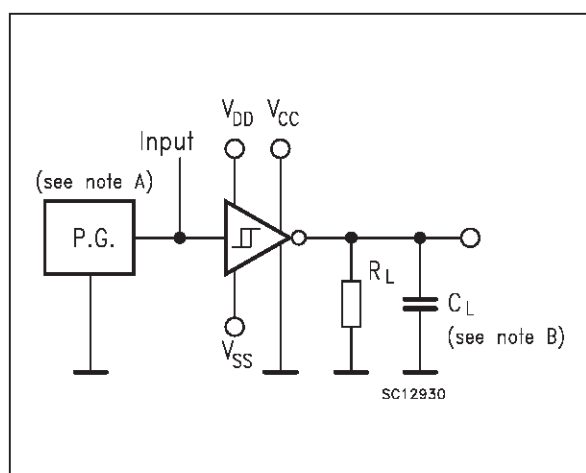 V_DD V_CC
Input
(see note A)
P.G.
R_L
C_L
(see note B)
V_SS
SC12930